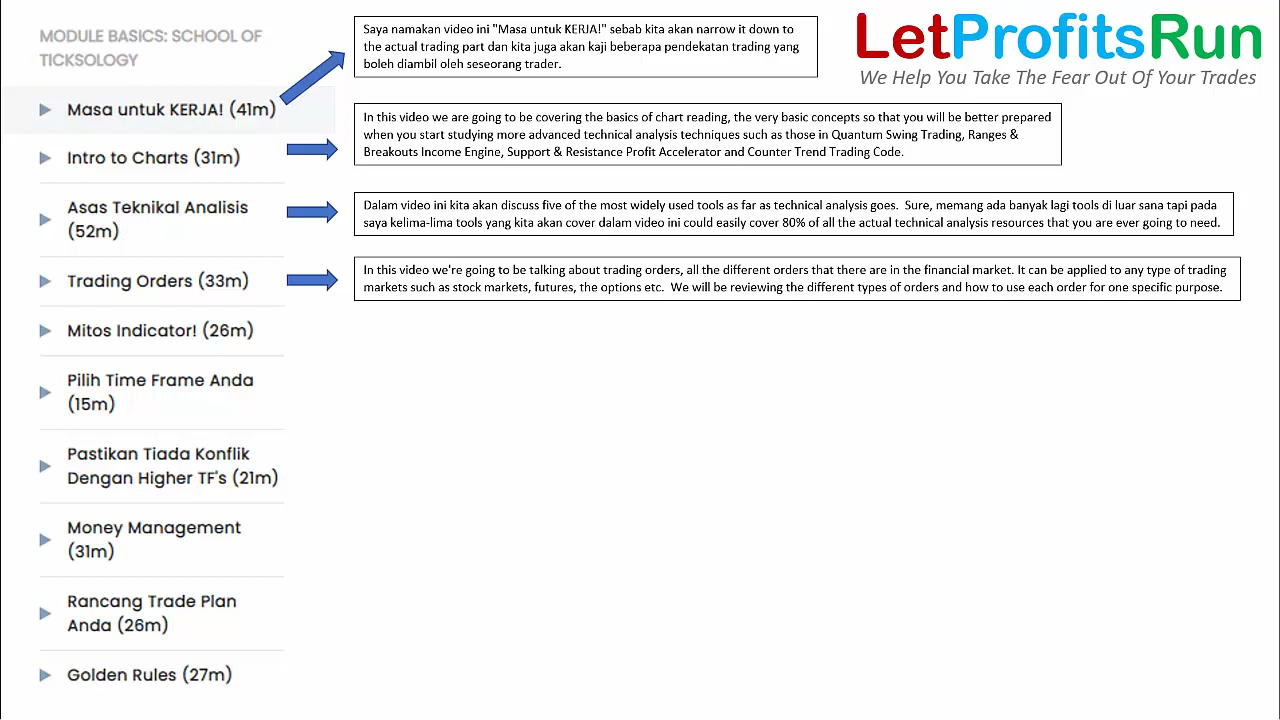 MODULE BASICS: SCHOOL OF
TICKSOLOGY
Masa untuk KERJA! (41m)
Intro to Charts (31m)
Asas Teknikal Analisis
(52m)
Trading Orders (33m)
Mitos Indicator! (26m)
Pilih Time Frame Anda
(15m)
Pastikan Tiada Konflik
Dengan Higher TF's (21m)
Money Management
(31m)
Rancang Trade Plan
Anda (26m)
Golden Rules (27m)
Saya namakan video ini "Masa untuk KERJA!" sebab kita akan narrow it down to
the actual trading part dan kita juga akan kaji beberapa pendekatan trading yang
boleh diambil oleh seseorang trader.
In this video we are going to be covering the basics of chart reading, the very basic concepts so that you will be better prepared
when you start studying more advanced technical analysis techniques such as those in Quantum Swing Trading, Ranges &
Breakouts Income Engine, Support & Resistance Profit Accelerator and Counter Trend Trading Code.
Dalam video ini kita akan discuss five of the most widely used tools as far as technical analysis goes. Sure, memang ada banyak lagi tools di luar sana tapi pada
saya kelima-lima tools yang kita akan cover dalam video ini could easily cover 80% of all the actual technical analysis resources that you are ever going to need.
In this video we're going to be talking about trading orders, all the different orders that there are in the financial market. It can be applied to any type of trading
markets such as stock markets, futures, the options etc. We will be reviewing the different types of orders and how to use each order for one specific purpose.
LetProfitsRun
We Help You Take The Fear Out Of Your Trades